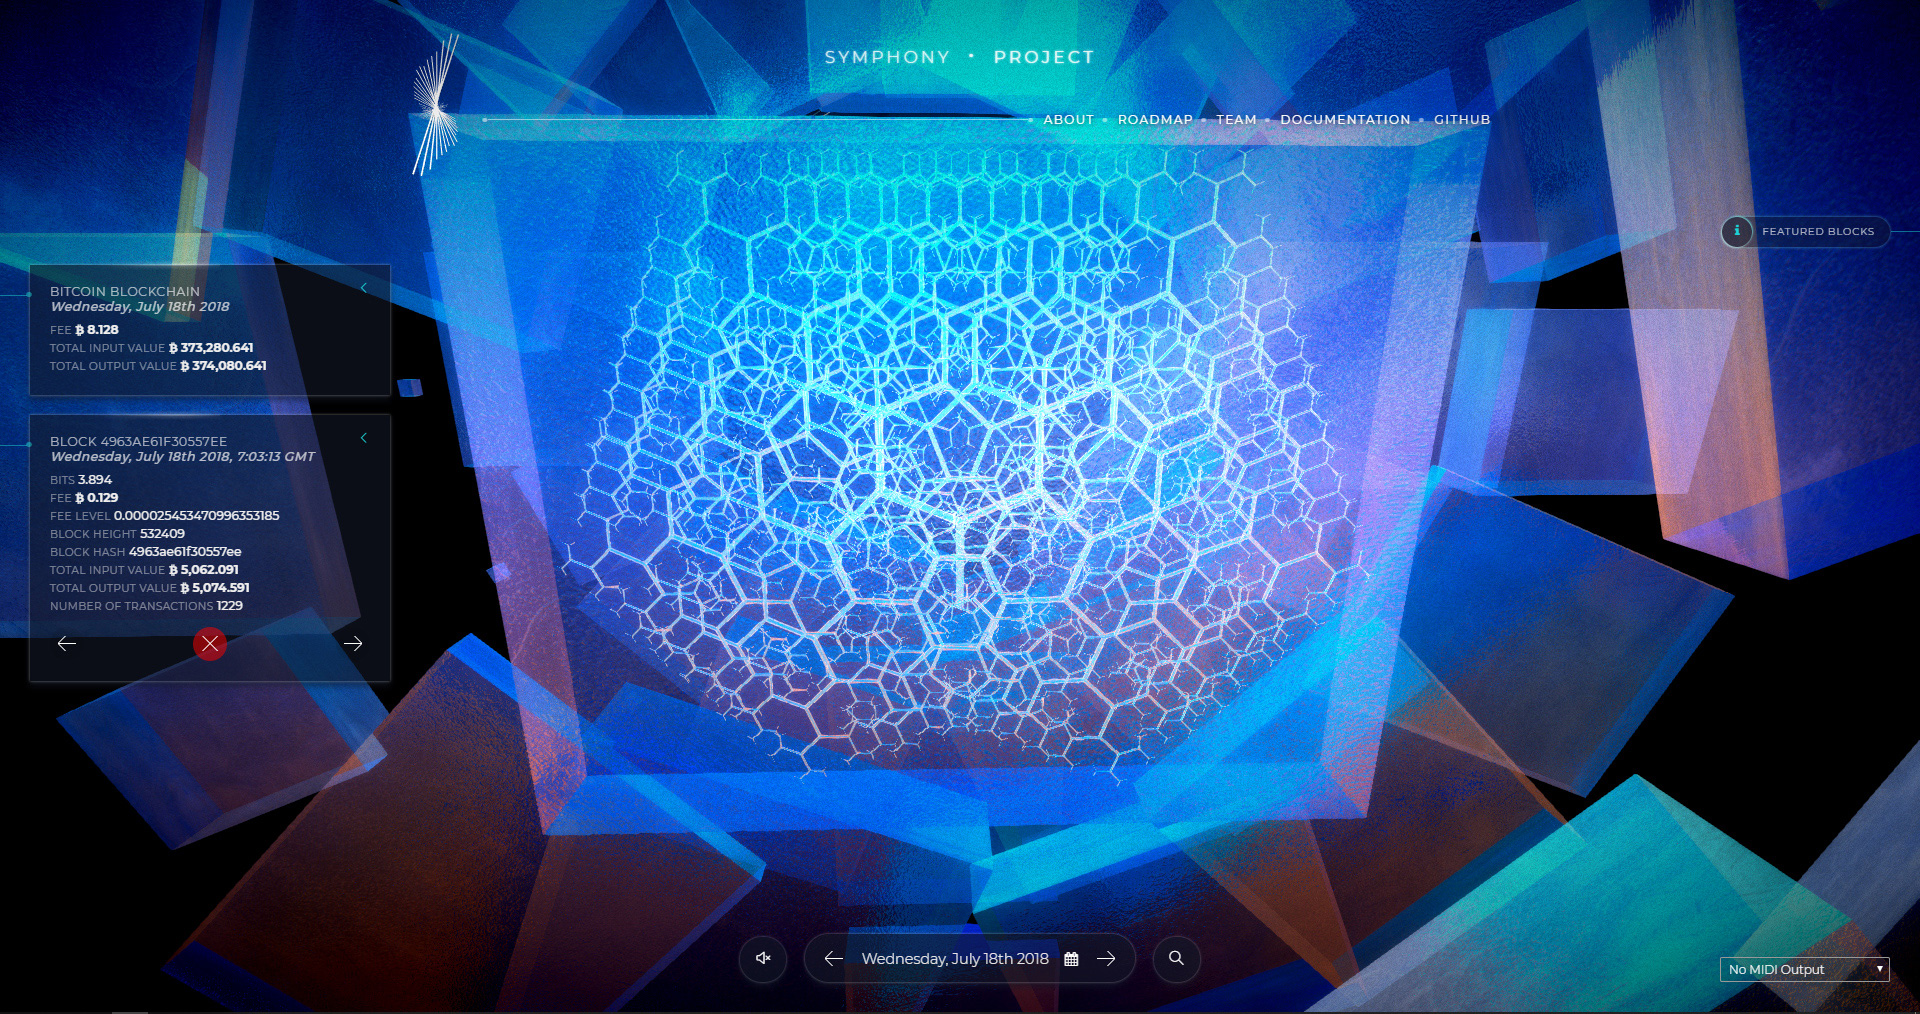 SYMPHONY • PROJECT
ABOUT • ROADMAP • TEAM • DOCUMENTATION • GITHUB
FEATURED BLOCKS
BITCOIN BLOCKCHAIN
Wednesday, July 18th 2018
FEE ₿ 8.128
TOTAL INPUT VALUE ₿ 373,280.641
TOTAL OUTPUT VALUE ₿ 374,080.641
BLOCK 4963AE61F30557EE
Wednesday, July 18th 2018, 7:03:13 GMT
BITS 3.894
FEE ₿ 0.129
FEE LEVEL 0.000025453470996353185
BLOCK HEIGHT 532409
BLOCK HASH 4963ae61f30557ee
TOTAL INPUT VALUE ₿ 5,062.091
TOTAL OUTPUT VALUE ₿ 5,074.591
NUMBER OF TRANSACTIONS 1229
Wednesday, July 18th 2018
No MIDI Output